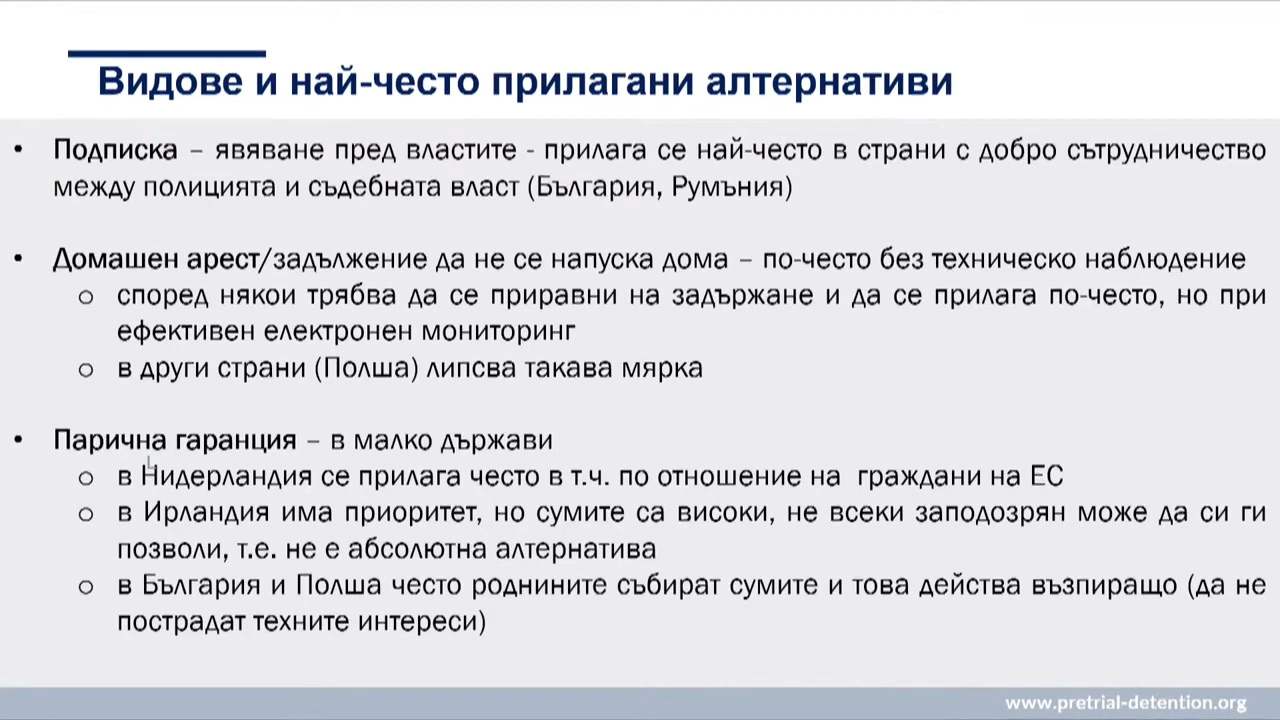 Видове и най-често прилагани алтернативи
• Подписка – явяване пред властите - прилага се най-често в страни с добро сътрудничество
между полицията и съдебната власт (България, Румъния)
• Домашен арест/задължение да не се напуска дома – по-често без техническо наблюдение
o според някои трябва да се приравни на задържане и да се прилага по-често, но при
ефективен електронен мониторинг
o в други страни (Полша) липсва такава мярка
• Парична гаранция – в малко държави
o в Нидерландия се прилага често в т.ч. по отношение на граждани на ЕС
o в Ирландия има приоритет, но сумите са високи, не всеки заподозрян може да си ги
позволи, т.е. не е абсолютна алтернатива
o в България и Полша често роднините събират сумите и това действа възпиращо (да не
пострадат техните интереси)
www.pretrial-detention.org